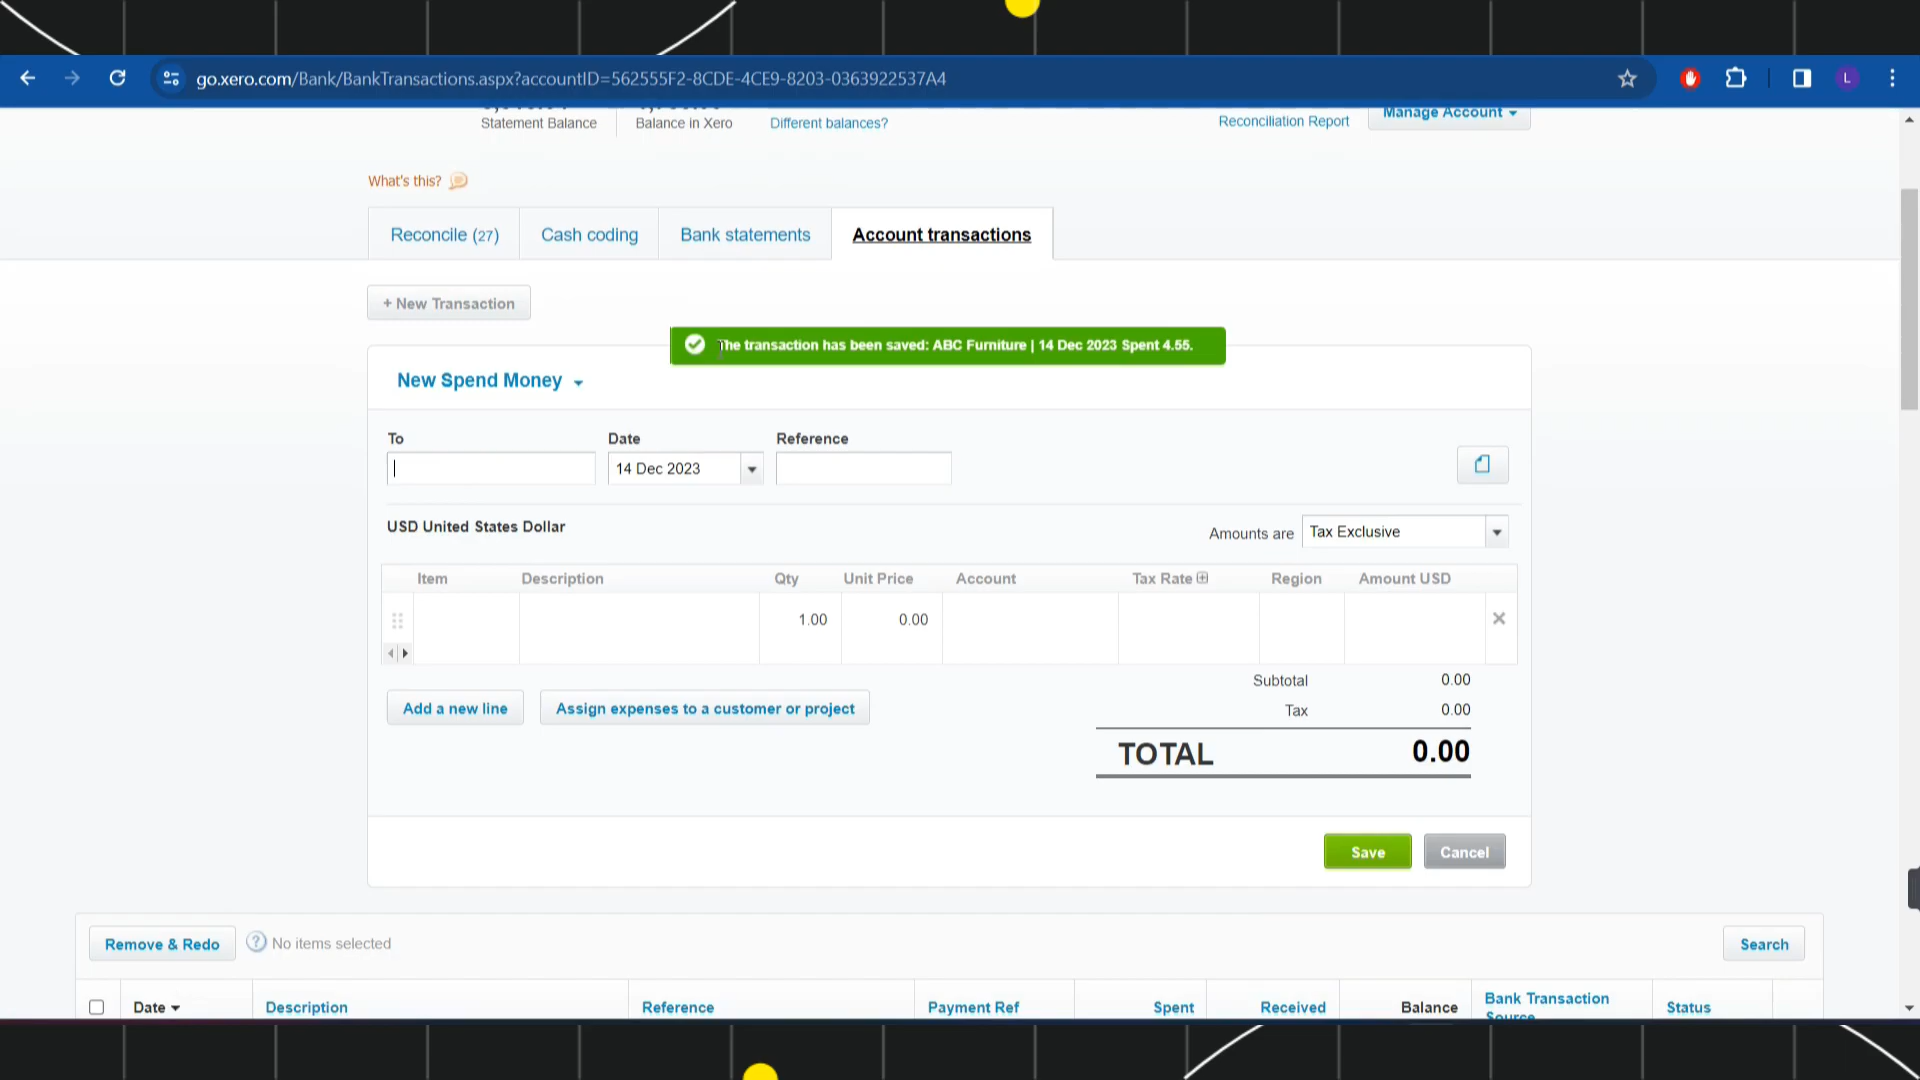 go.xero.com/Bank/BankTransactions.aspx?accountID=562555F2-8CDE-4CE9-8203-0363922537A4
L
Statement Balance
Balance in Xero
Different balances?
Reconciliation Report
Manage Account
What's this?
Reconcile (27)
Cash coding
Bank statements
Account transactions
+ New Transaction
The transaction has been saved: ABC Furniture | 14 Dec 2023 Spent 4.55.
New Spend Money
To
Date
Reference
14 Dec 2023
USD United States Dollar
Amounts are
Tax Exclusive
Item
Description
Qty
Unit Price
Account
Tax Rate
Region
Amount USD
1.00
0.00
Add a new line
Assign expenses to a customer or project
Subtotal
0.00
Tax
0.00
TOTAL
0.00
Save
Cancel
Remove & Redo
? No items selected
Search
Date
Description
Reference
Payment Ref
Spent
Received
Balance
Bank Transaction
Source
Status